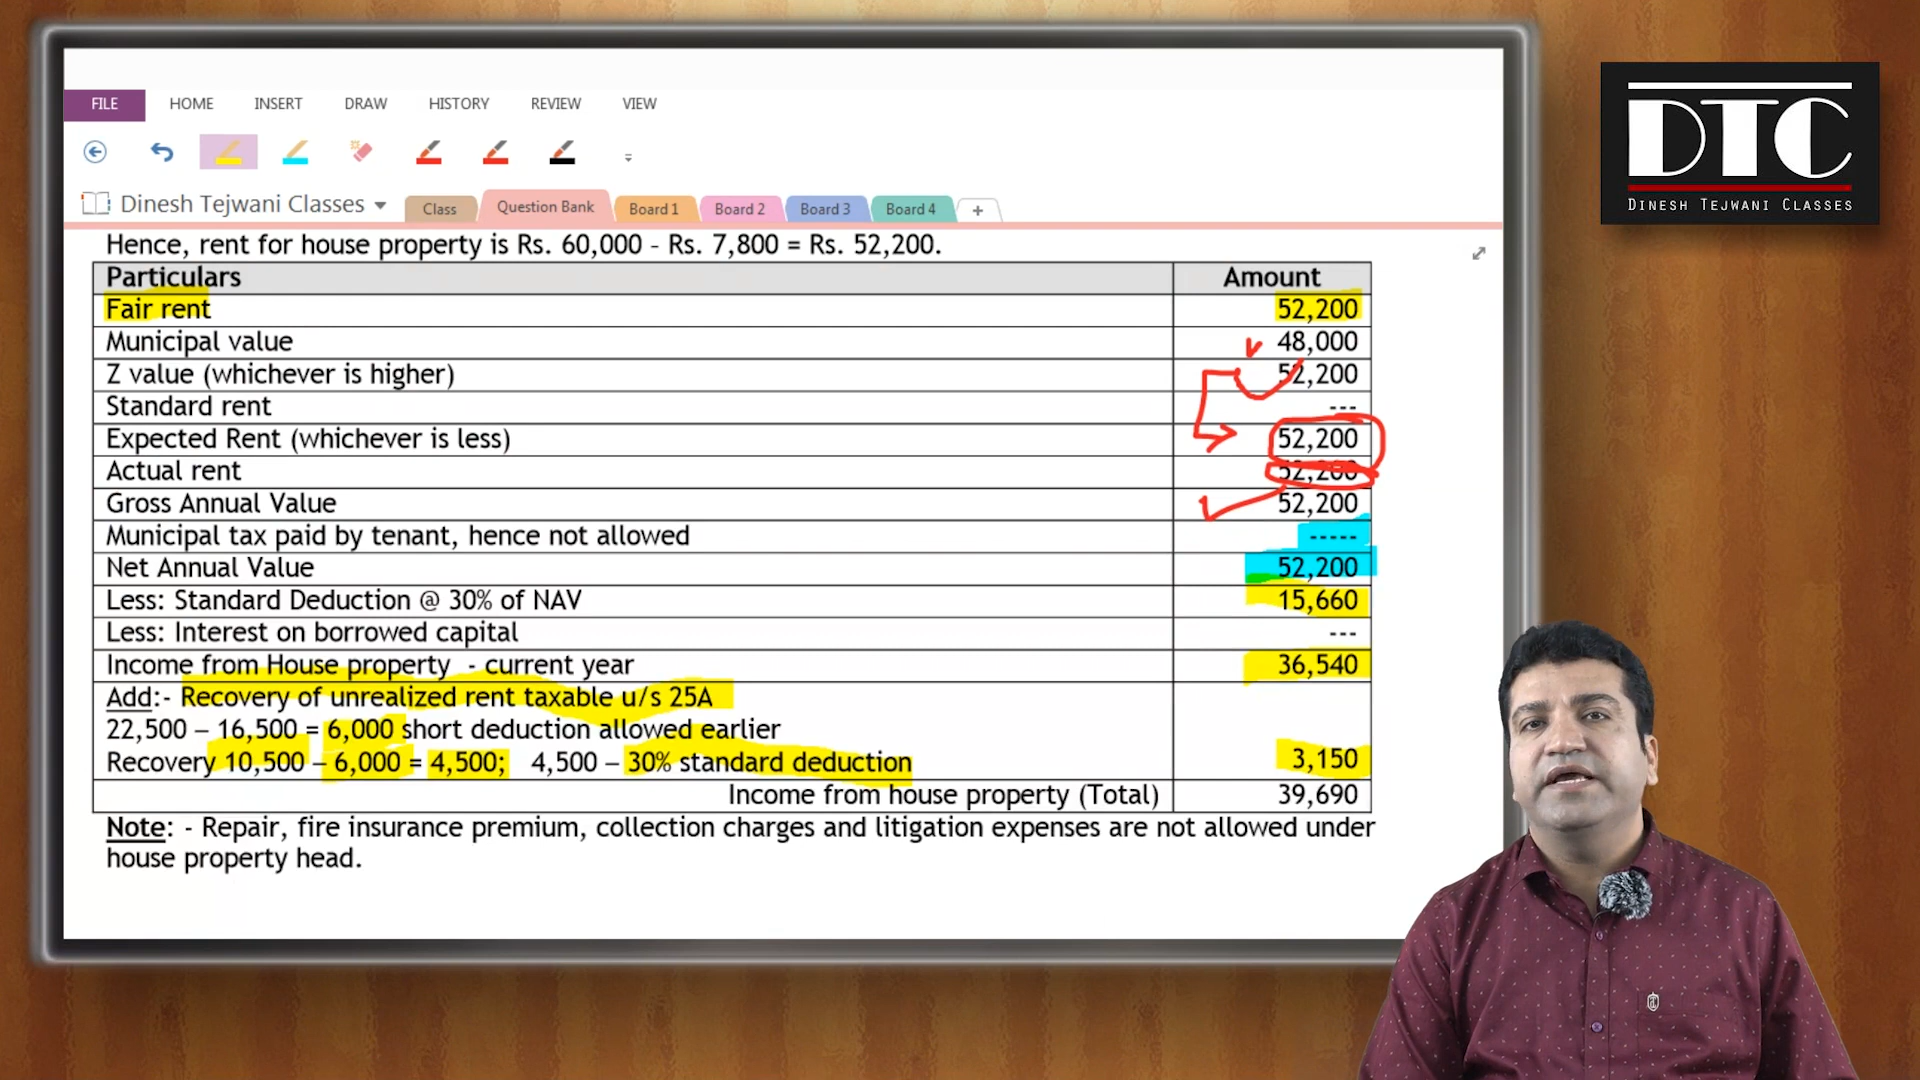 DTC
DINESH TEJWANI CLASSES
FILE HOME INSERT DRAW HISTORY REVIEW VIEW
Dinesh Tejwani Classes Class Question Bank Board 1 Board 2 Board 3 Board 4 +
Hence, rent for house property is Rs. 60,000 - Rs. 7,800 = Rs. 52,200.
Particulars Amount
Fair rent 52,200
Municipal value 48,000
Z value (whichever is higher) 52,200
Standard rent ---
Expected Rent (whichever is less) 52,200
Actual rent 52,200
Gross Annual Value 52,200
Municipal tax paid by tenant, hence not allowed -----
Net Annual Value 52,200
Less: Standard Deduction @ 30% of NAV 15,660
Less: Interest on borrowed capital ---
Income from House property - current year 36,540
Add:- Recovery of unrealized rent taxable u/s 25A
22,500 – 16,500 = 6,000 short deduction allowed earlier
Recovery 10,500 – 6,000 = 4,500; 4,500 – 30% standard deduction 3,150
Income from house property (Total) 39,690
Note: - Repair, fire insurance premium, collection charges and litigation expenses are not allowed under
house property head.